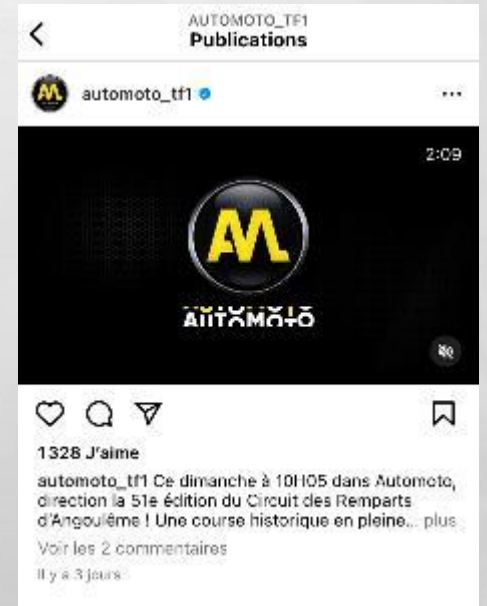 AUTOMOTO_TF1
Publications
automoto_tf1
2:09
AM
AUTOMOTO
1328 J'aime
automoto_tf1 Ce dimanche à 10H05 dans Automoto,
direction la 51e édition du Circuit des Remparts
d'Angoulême ! Une course historique en pleine... plus
Voir les 2 commentaires
Il y a 3 jours